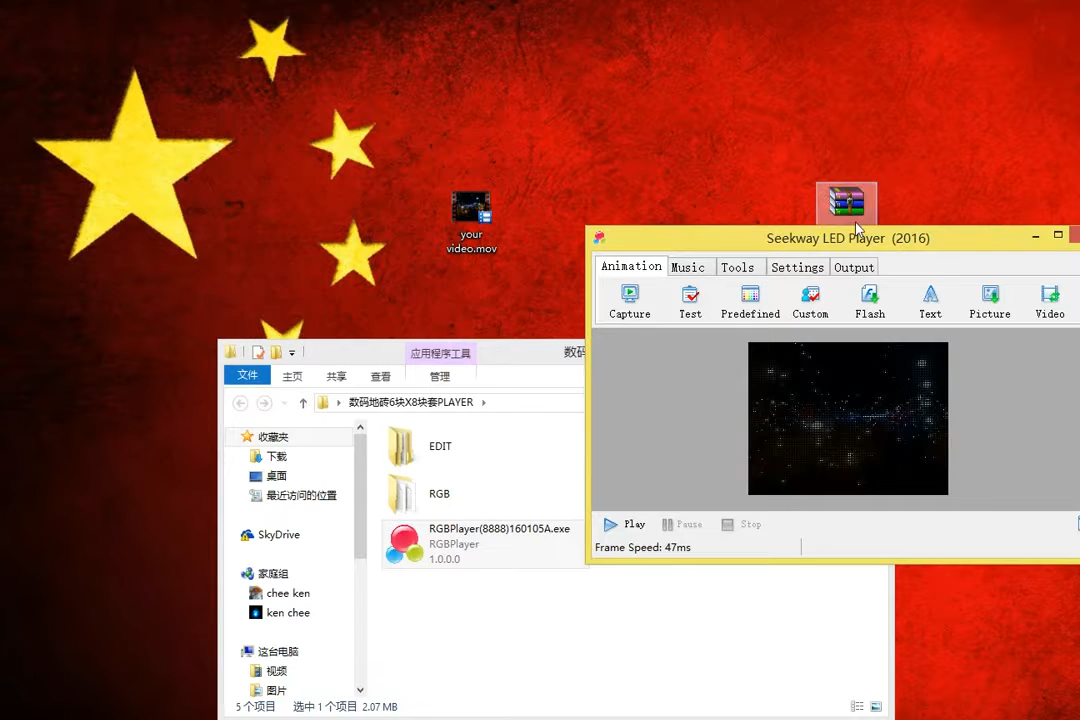 your
video.mov
Seekway LED Player (2016)
Animation Music Tools Settings Output
Capture Test Predefined Custom Flash Text Picture Video
Play Pause Stop
Frame Speed: 47ms
应用程序工具 数码
文件 主页 共享 查看 管理
数码地砖6块X8块套PLAYER
收藏夹
下载
桌面
最近访问的位置
SkyDrive
家庭组
chee ken
ken chee
这台电脑
视频
图片
EDIT
RGB
RGBPlayer(8888)160105A.exe
RGBPlayer
1.0.0.0
5 个项目 选中 1 个项目 2.07 MB